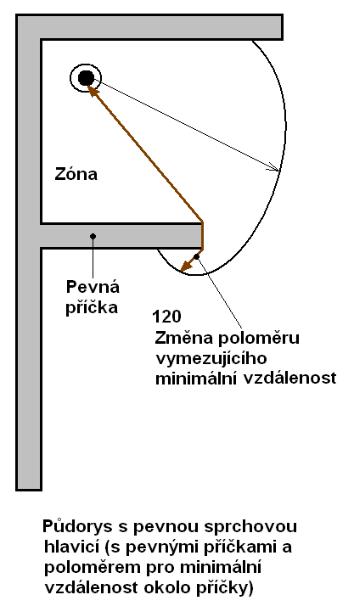 Zóna
Pevná
příčka
120
Změna poloměru
vymezujícího
minimální vzdálenost
Půdorys s pevnou sprchovou
hlavicí (s pevnými příčkami a
poloměrem pro minimální
vzdálenost okolo příčky)